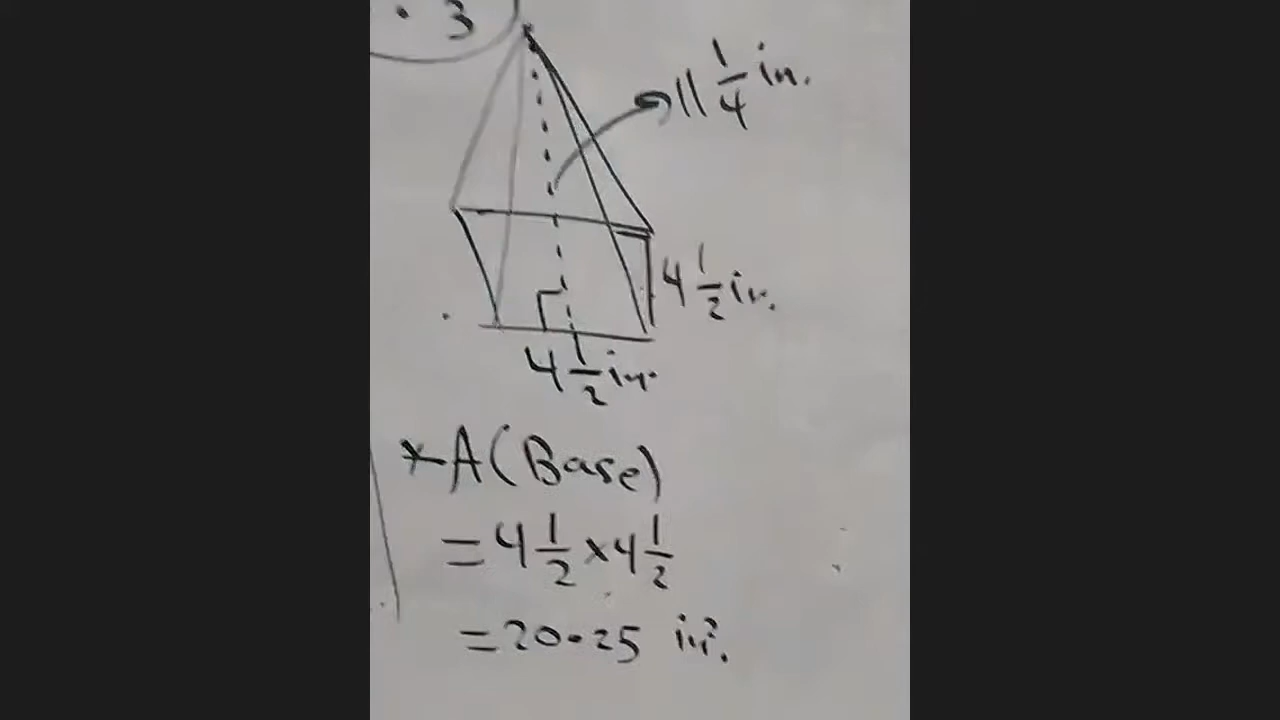 · 3
11 1/4 in.
4 1/2 in.
4 1/2 in.
*A(Base)
= 4 1/2 × 4 1/2
= 20.25 in².